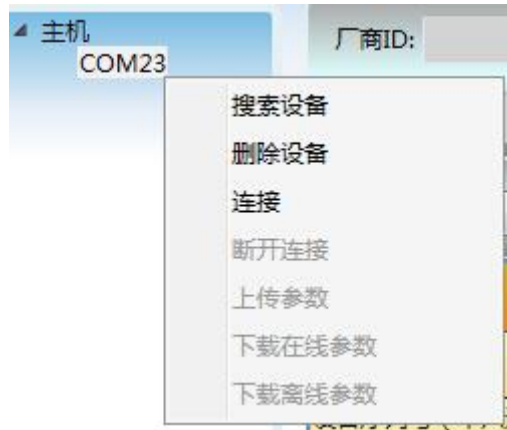 主机
厂商ID:
COM23
搜索设备
删除设备
连接
断开连接
上传参数
下载在线参数
下载离线参数